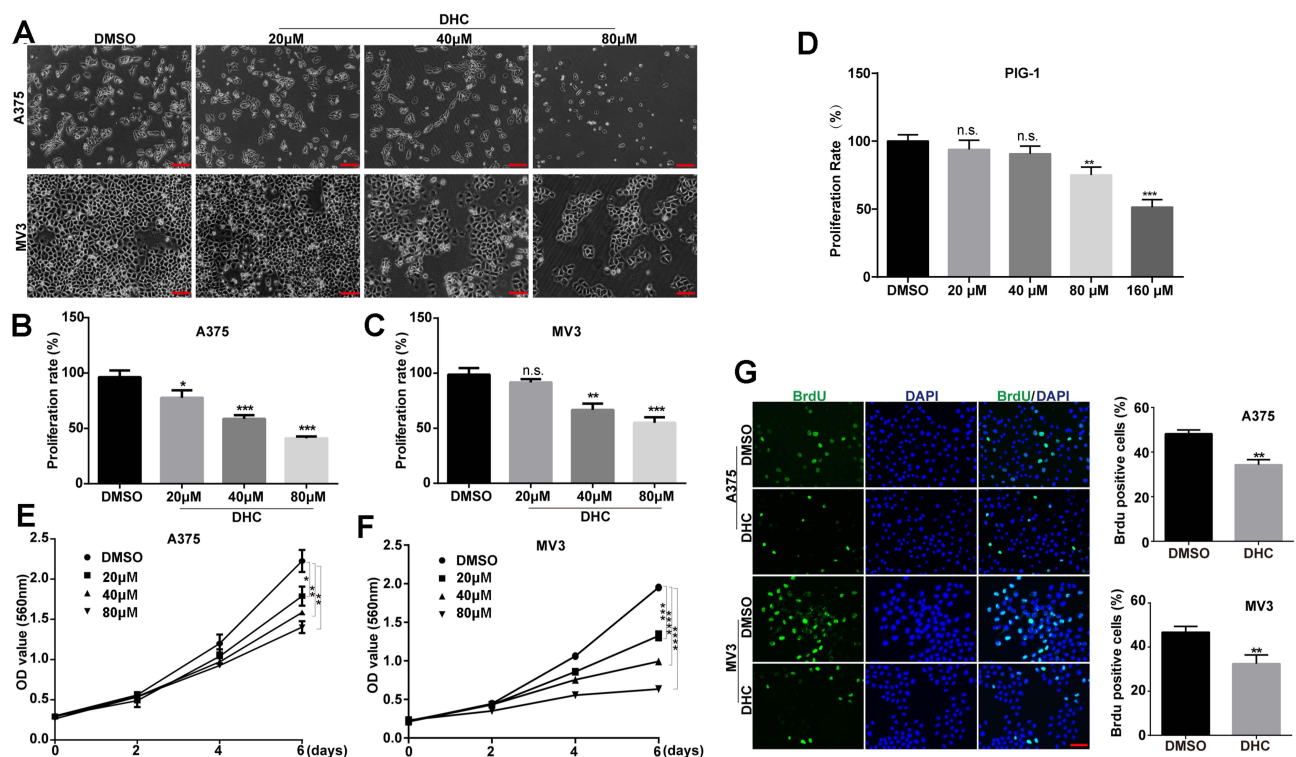 A
DHC
DMSO
20μM
40μM
80μM
A375
MV3
D
PIG-1
Proliferation Rate (%)
150
100
50
0
n.s.
n.s.
**
***
DMSO
20 μM
40 μM
80 μM
160 μM
B
A375
Proliferation rate (%)
150
100
50
0
*
***
***
DMSO
20μM
40μM
80μM
DHC
C
MV3
Proliferation rate (%)
150
100
50
0
n.s.
**
***
DMSO
20μM
40μM
80μM
DHC
E
A375
OD value (560nm)
2.5
2.0
1.5
1.0
0.5
0.0
DMSO
20μM
40μM
80μM
*
**
**
0
2
4
6
(days)
F
MV3
OD value (560nm)
2.5
2.0
1.5
1.0
0.5
0.0
DMSO
20μM
40μM
80μM
***
****
****
0
2
4
6
(days)
G
BrdU
DAPI
BrdU/DAPI
A375
DMSO
DHC
MV3
DMSO
DHC
A375
Brdu positive cells (%)
60
40
20
0
**
DMSO
DHC
MV3
Brdu positive cells (%)
60
40
20
0
**
DMSO
DHC